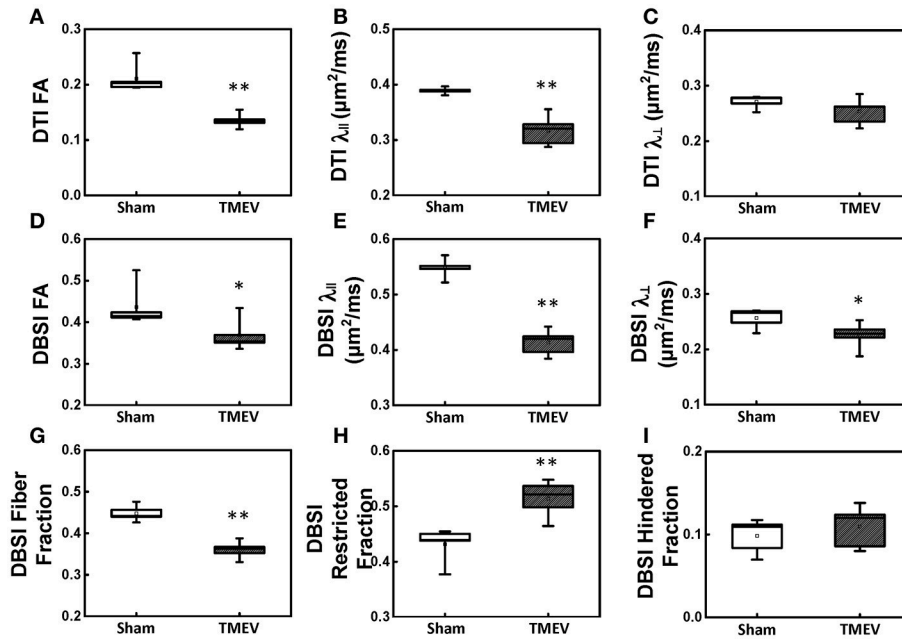 A
DTI FA
0.3
0.2
0.1
0.0
**
Sham TMEV
B
DTI λ|| (μm²/ms)
0.5
0.4
0.3
0.2
**
Sham TMEV
C
DTI λ⊥ (μm²/ms)
0.4
0.3
0.2
0.1
Sham TMEV
D
DBSI FA
0.6
0.5
0.4
0.3
0.2
*
Sham TMEV
E
DBSI λ||
(μm²/ms)
0.6
0.5
0.4
0.3
**
Sham TMEV
F
DBSI λ⊥
(μm²/ms)
0.4
0.3
0.2
0.1
*
Sham TMEV
G
DBSI Fiber
Fraction
0.6
0.5
0.4
0.3
0.2
**
Sham TMEV
H
DBSI
Restricted
Fraction
0.6
0.5
0.4
0.3
**
Sham TMEV
I
DBSI Hindered
Fraction
0.2
0.1
0.0
Sham TMEV